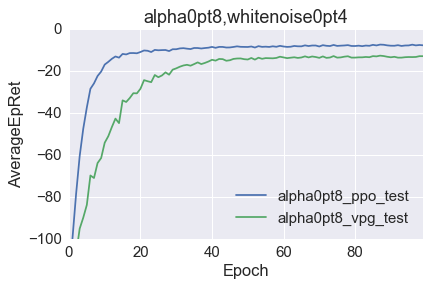 alpha0pt8,whitenoise0pt4
AverageEpRet
0
−20
−40
−60
−80
−100
0
20
40
60
80
Epoch
alpha0pt8_ppo_test
alpha0pt8_vpg_test